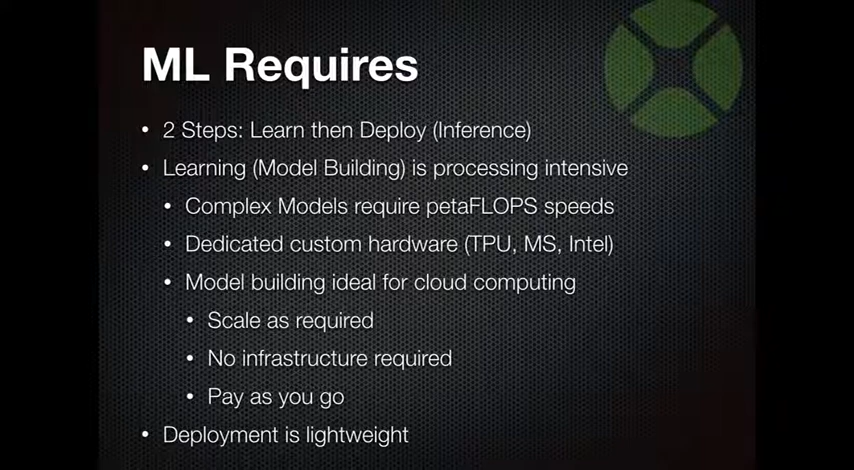 ML Requires
• 2 Steps: Learn then Deploy (Inference)
• Learning (Model Building) is processing intensive
• Complex Models require petaFLOPS speeds
• Dedicated custom hardware (TPU, MS, Intel)
• Model building ideal for cloud computing
• Scale as required
• No infrastructure required
• Pay as you go
• Deployment is lightweight